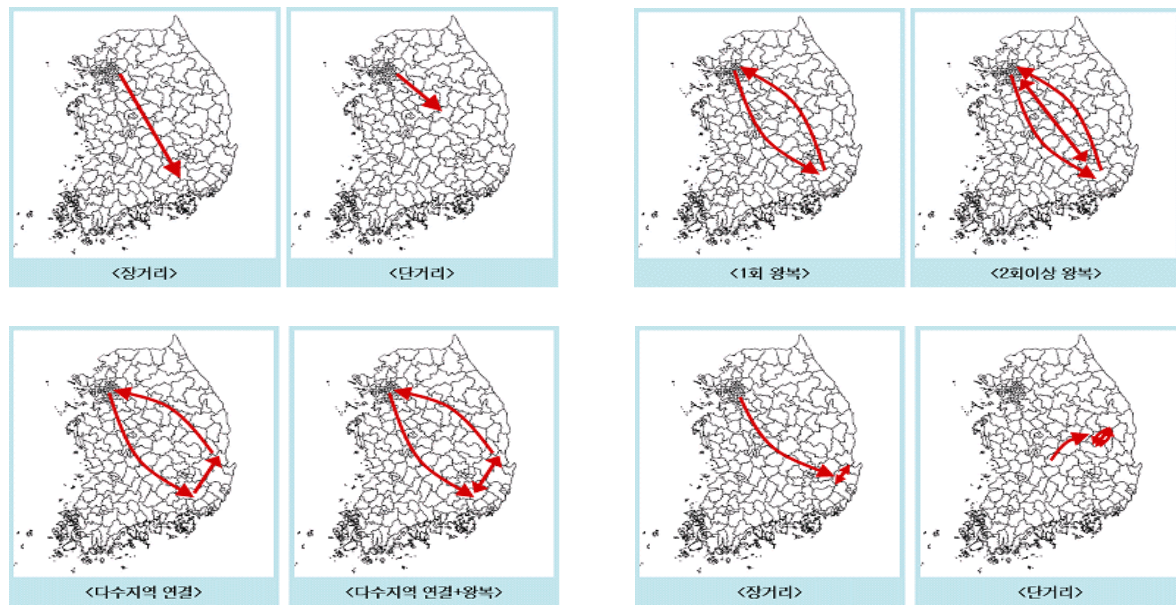 <장거리>
<단거리>
<1회 왕복>
<2회이상 왕복>
<다수지역 연결>
<다수지역 연결+왕복>
<장거리>
<단거리>